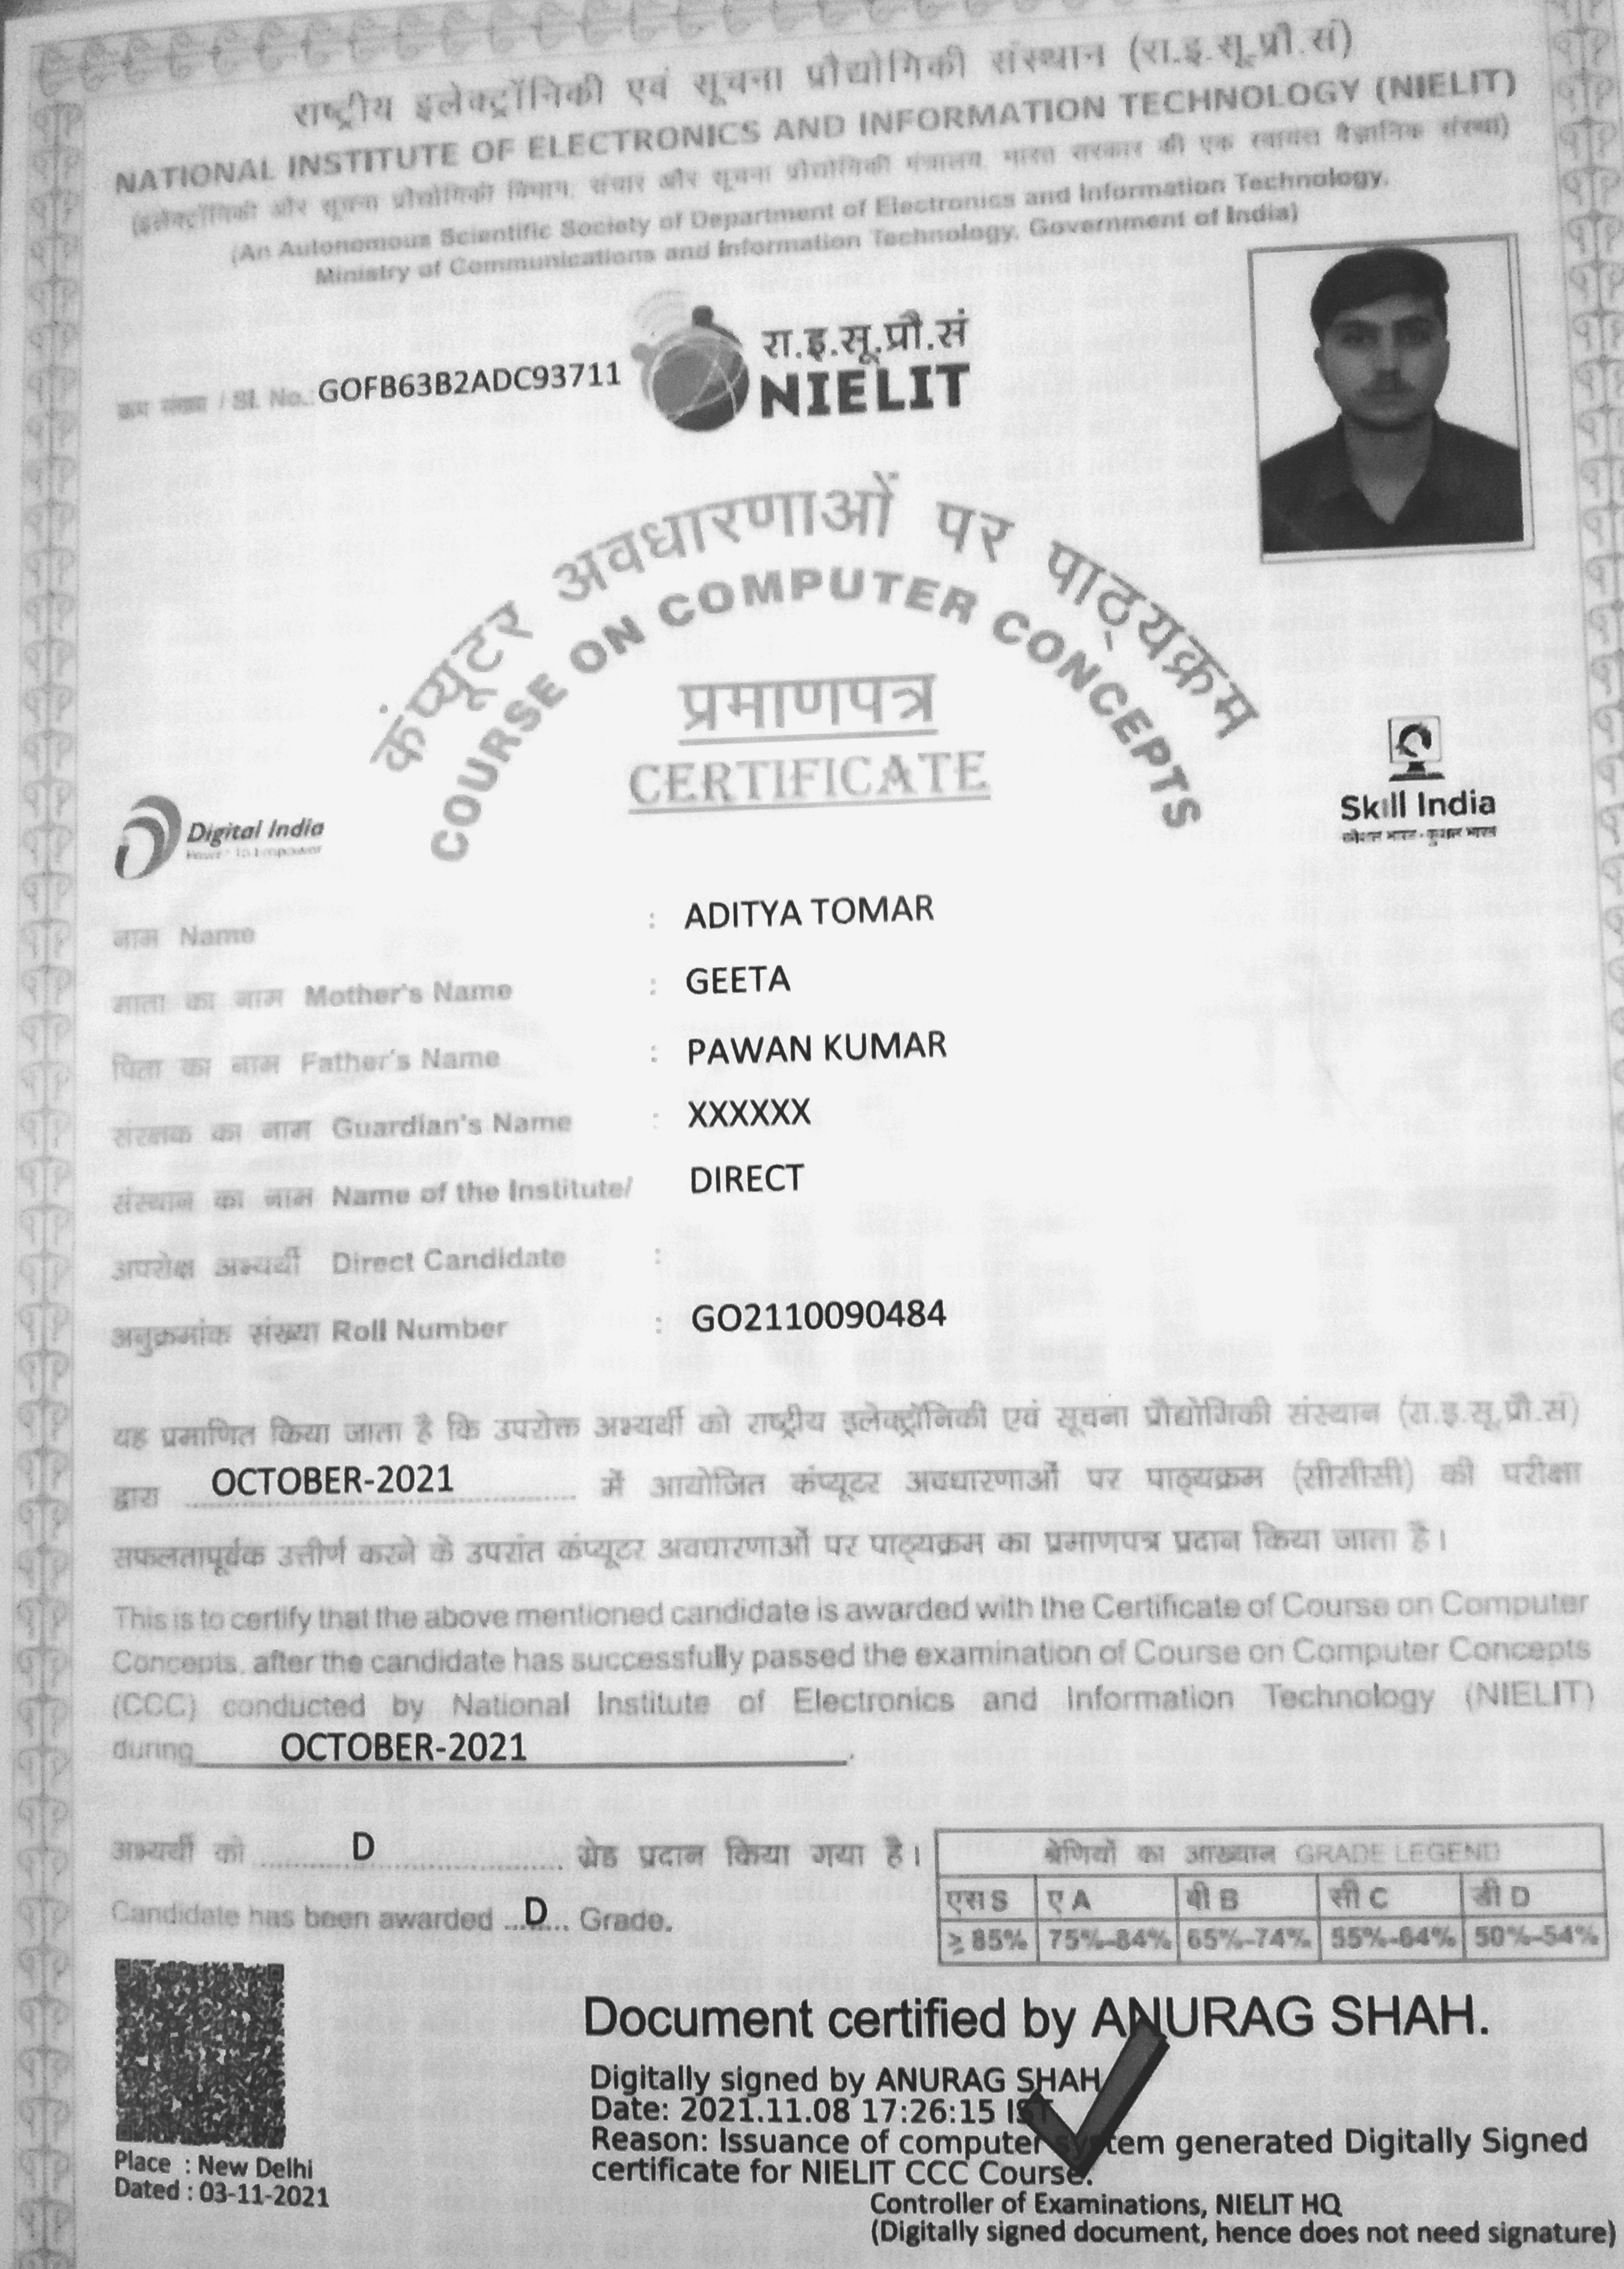 राष्ट्रीय इलेक्ट्रॉनिकी एवं सूचना प्रौद्योगिकी संस्थान (रा.इ.सू.प्रौ.सं)
NATIONAL INSTITUTE OF ELECTRONICS AND INFORMATION TECHNOLOGY (NIELIT)
(इलेक्ट्रॉनिकी और सूचना प्रौद्योगिकी विभाग, संचार और सूचना प्रौद्योगिकी मंत्रालय, भारत सरकार की एक स्वायत्त वैज्ञानिक संस्था)
(An Autonomous Scientific Society of Department of Electronics and Information Technology,
Ministry of Communications and Information Technology, Government of India)
क्रम संख्या / Sl. No.: GOFB63B2ADC93711
रा.इ.सू.प्रौ.सं
NIELIT
कंप्यूटर अवधारणाओं पर पाठ्यक्रम
COURSE ON COMPUTER CONCEPTS
प्रमाणपत्र
CERTIFICATE
Digital India
Power To Empower
Skill India
कौशल भारत - कुशल भारत
नाम Name : ADITYA TOMAR
माता का नाम Mother's Name : GEETA
पिता का नाम Father's Name : PAWAN KUMAR
संरक्षक का नाम Guardian's Name : XXXXXX
संस्थान का नाम Name of the Institute/ DIRECT
अपरोक्ष अभ्यर्थी Direct Candidate :
अनुक्रमांक संख्या Roll Number : GO2110090484
यह प्रमाणित किया जाता है कि उपरोक्त अभ्यर्थी को राष्ट्रीय इलेक्ट्रॉनिकी एवं सूचना प्रौद्योगिकी संस्थान (रा.इ.सू.प्रौ.सं)
द्वारा OCTOBER-2021 में आयोजित कंप्यूटर अवधारणाओं पर पाठ्यक्रम (सीसीसी) की परीक्षा
सफलतापूर्वक उत्तीर्ण करने के उपरांत कंप्यूटर अवधारणाओं पर पाठ्यक्रम का प्रमाणपत्र प्रदान किया जाता है।
This is to certify that the above mentioned candidate is awarded with the Certificate of Course on Computer
Concepts, after the candidate has successfully passed the examination of Course on Computer Concepts
(CCC) conducted by National Institute of Electronics and Information Technology (NIELIT)
during OCTOBER-2021.
अभ्यर्थी को D ग्रेड प्रदान किया गया है।
Candidate has been awarded ...D... Grade.
श्रेणियों का आख्यान GRADE LEGEND
एस S ए A बी B सी C डी D
≥ 85% 75%-84% 65%-74% 55%-64% 50%-54%
Place : New Delhi
Dated : 03-11-2021
Document certified by ANURAG SHAH.
Digitally signed by ANURAG SHAH
Date: 2021.11.08 17:26:15 IST
Reason: Issuance of computer system generated Digitally Signed
certificate for NIELIT CCC Course.
Controller of Examinations, NIELIT HQ
(Digitally signed document, hence does not need signature)